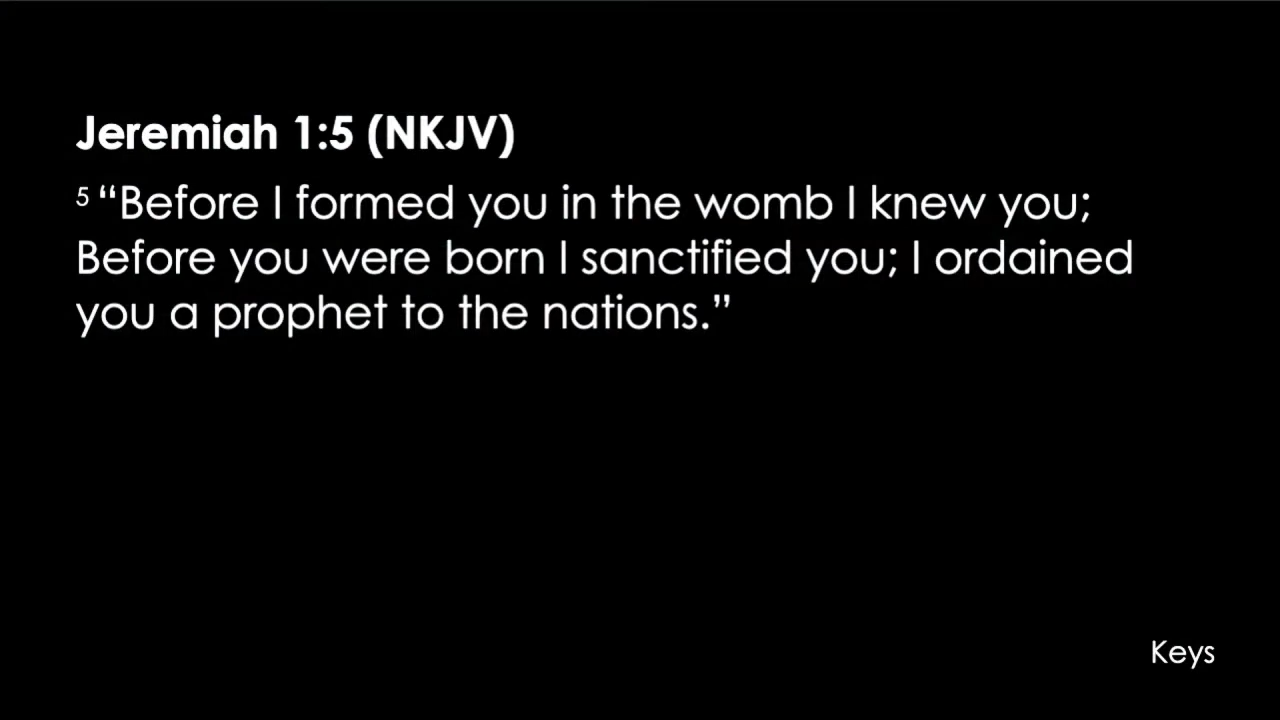 Jeremiah 1:5 (NKJV)
5 “Before I formed you in the womb I knew you;
Before you were born I sanctified you; I ordained
you a prophet to the nations.”
Keys